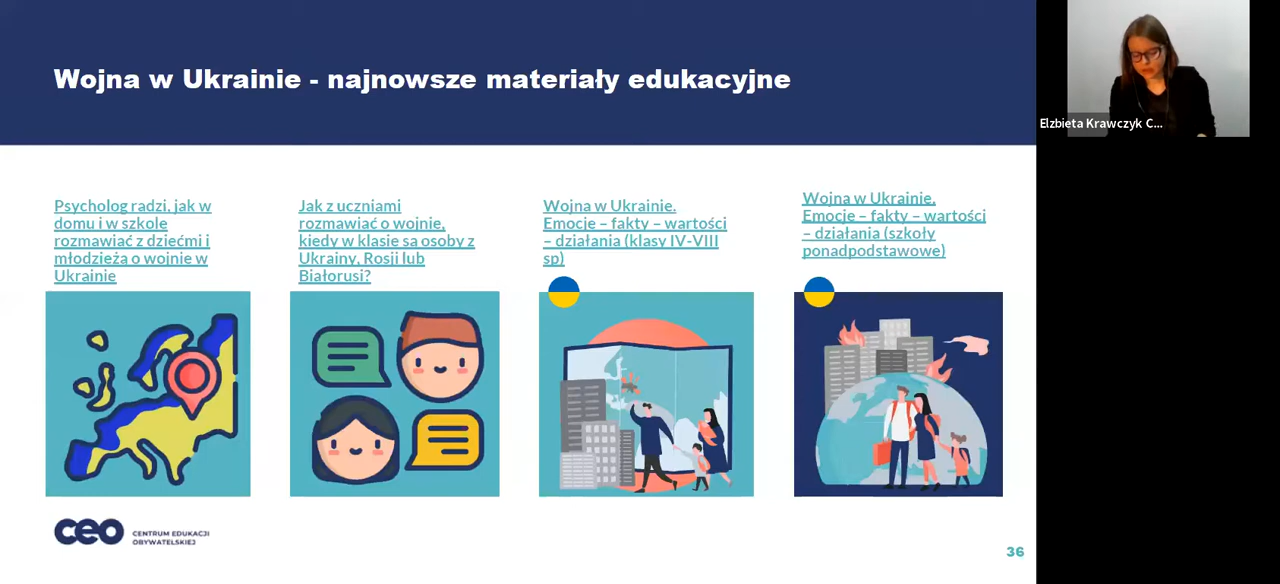 Wojna w Ukrainie - najnowsze materiały edukacyjne
Elzbieta Krawczyk C...
Psycholog radzi, jak w
domu i w szkole
rozmawiać z dziećmi i
młodzieża o wojnie w
Ukrainie
Jak z uczniami
rozmawiać o wojnie,
kiedy w klasie sa osoby z
Ukrainy, Rosji lub
Białorusi?
Wojna w Ukrainie.
Emocje – fakty – wartości
– działania (klasy IV-VIII
sp)
Wojna w Ukrainie.
Emocje – fakty – wartości
– działania (szkoły
ponadpodstawowe)
ceo
CENTRUM EDUKACJI
OBYWATELSKIEJ
36